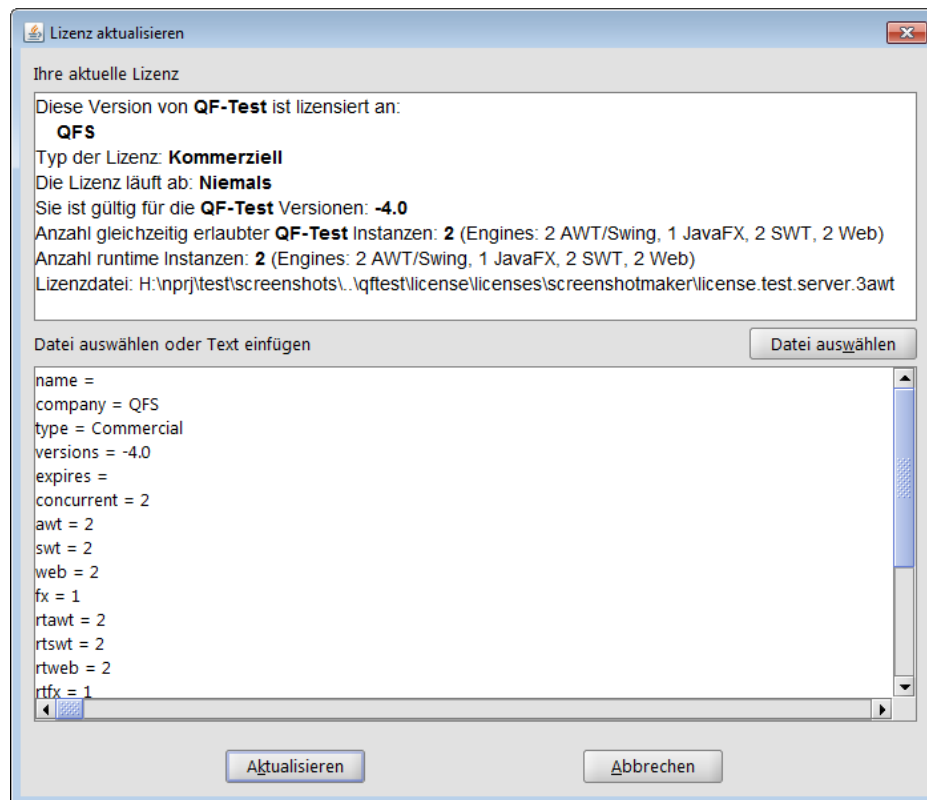 Lizenz aktualisieren
Ihre aktuelle Lizenz
Diese Version von QF-Test ist lizensiert an:
QFS
Typ der Lizenz: Kommerziell
Die Lizenz läuft ab: Niemals
Sie ist gültig für die QF-Test Versionen: -4.0
Anzahl gleichzeitig erlaubter QF-Test Instanzen: 2 (Engines: 2 AWT/Swing, 1 JavaFX, 2 SWT, 2 Web)
Anzahl runtime Instanzen: 2 (Engines: 2 AWT/Swing, 1 JavaFX, 2 SWT, 2 Web)
Lizenzdatei: H:\nprj\test\screenshots\..\qftest\license\licenses\screenshotmaker\license.test.server.3awt
Datei auswählen oder Text einfügen
Datei auswählen
name =
company = QFS
type = Commercial
versions = -4.0
expires =
concurrent = 2
awt = 2
swt = 2
web = 2
fx = 1
rtawt = 2
rtswt = 2
rtweb = 2
rtfx = 1
Aktualisieren
Abbrechen